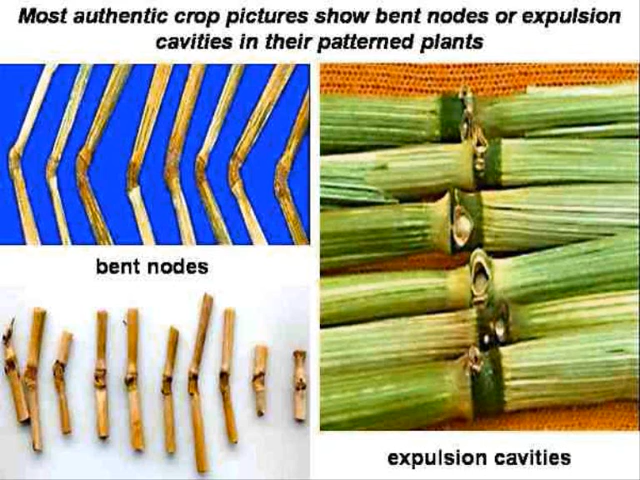 Most authentic crop pictures show bent nodes or expulsion
cavities in their patterned plants
bent nodes
expulsion cavities